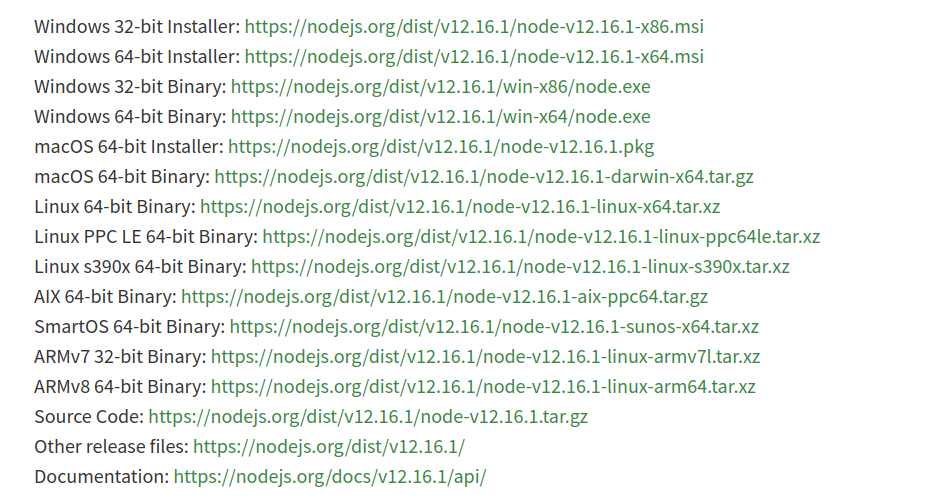 Windows 32-bit Installer: https://nodejs.org/dist/v12.16.1/node-v12.16.1-x86.msi
Windows 64-bit Installer: https://nodejs.org/dist/v12.16.1/node-v12.16.1-x64.msi
Windows 32-bit Binary: https://nodejs.org/dist/v12.16.1/win-x86/node.exe
Windows 64-bit Binary: https://nodejs.org/dist/v12.16.1/win-x64/node.exe
macOS 64-bit Installer: https://nodejs.org/dist/v12.16.1/node-v12.16.1.pkg
macOS 64-bit Binary: https://nodejs.org/dist/v12.16.1/node-v12.16.1-darwin-x64.tar.gz
Linux 64-bit Binary: https://nodejs.org/dist/v12.16.1/node-v12.16.1-linux-x64.tar.xz
Linux PPC LE 64-bit Binary: https://nodejs.org/dist/v12.16.1/node-v12.16.1-linux-ppc64le.tar.xz
Linux s390x 64-bit Binary: https://nodejs.org/dist/v12.16.1/node-v12.16.1-linux-s390x.tar.xz
AIX 64-bit Binary: https://nodejs.org/dist/v12.16.1/node-v12.16.1-aix-ppc64.tar.gz
SmartOS 64-bit Binary: https://nodejs.org/dist/v12.16.1/node-v12.16.1-sunos-x64.tar.xz
ARMv7 32-bit Binary: https://nodejs.org/dist/v12.16.1/node-v12.16.1-linux-armv7l.tar.xz
ARMv8 64-bit Binary: https://nodejs.org/dist/v12.16.1/node-v12.16.1-linux-arm64.tar.xz
Source Code: https://nodejs.org/dist/v12.16.1/node-v12.16.1.tar.gz
Other release files: https://nodejs.org/dist/v12.16.1/
Documentation: https://nodejs.org/docs/v12.16.1/api/